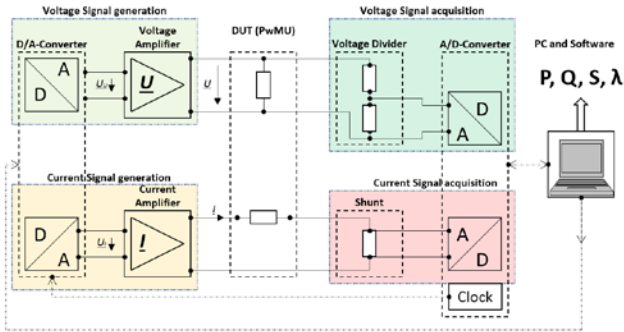 Voltage Signal generation
D/A-Converter
Voltage
Amplifier
A
D
Uᵤ
U
U
DUT (PwMU)
Voltage Signal acquisition
Voltage Divider
A/D-Converter
D
A
PC and Software
P, Q, S, λ
Current Signal generation
Current
Amplifier
D
A
I
I
Current Signal acquisition
Shunt
A
D
Clock